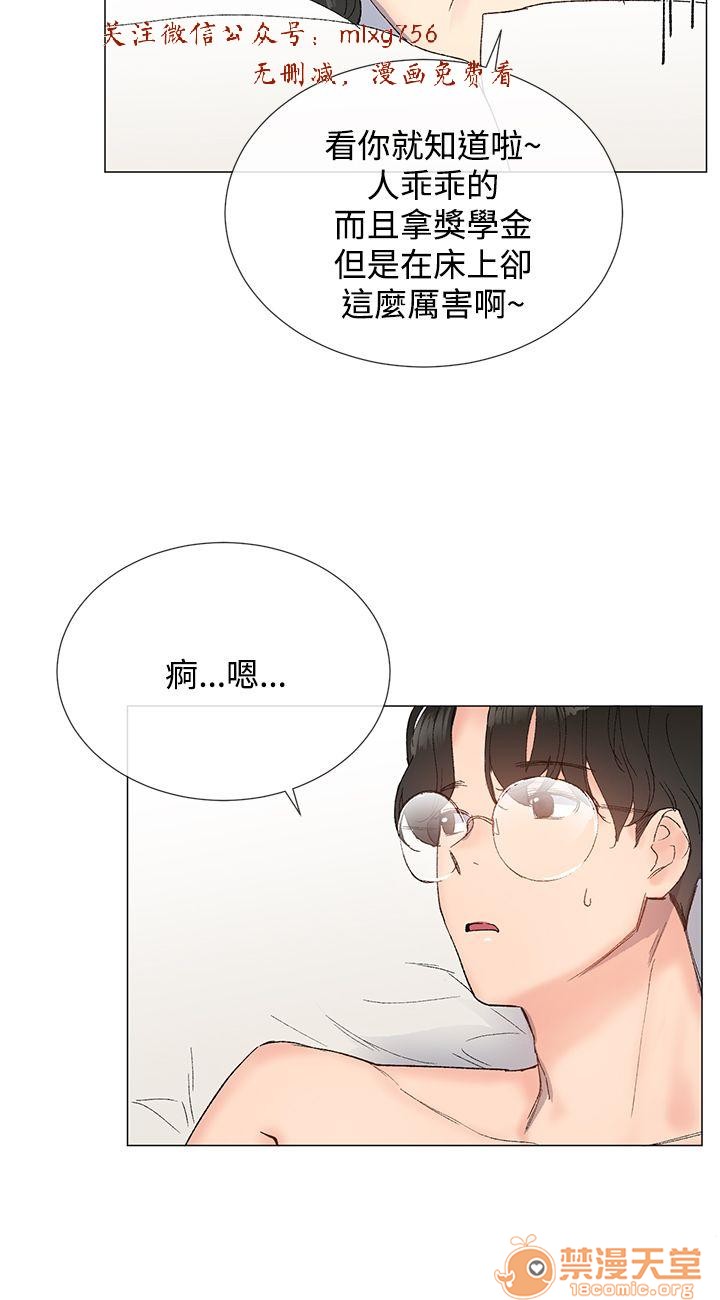 关注微信公众号：mlxg756
无删减，漫画免费看
看你就知道啦~
人乖乖的
而且拿獎學金
但是在床上卻
這麼厲害啊~
痾...嗯...
禁漫天堂
18comic.org